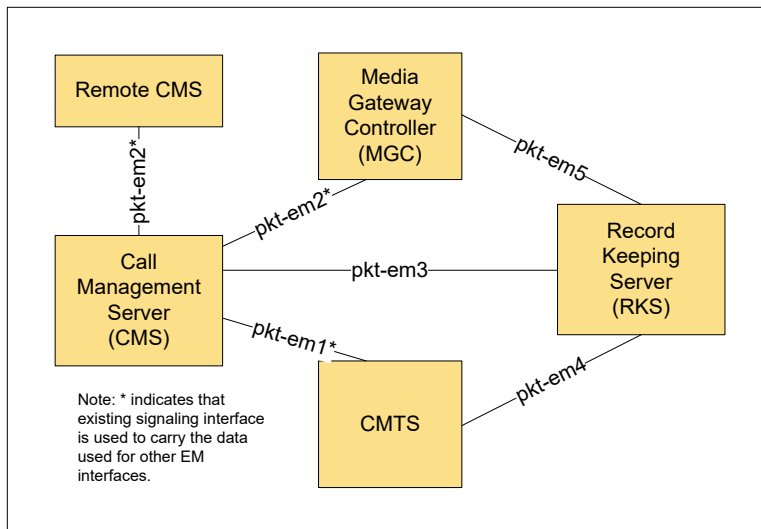 Remote CMS
Media
Gateway
Controller
(MGC)
pkt-em2*
pkt-em2*
pkt-em5
Call
Management
Server
(CMS)
pkt-em3
Record
Keeping
Server
(RKS)
pkt-em1*
pkt-em4
CMTS
Note: * indicates that
existing signaling interface
is used to carry the data
used for other EM
interfaces.